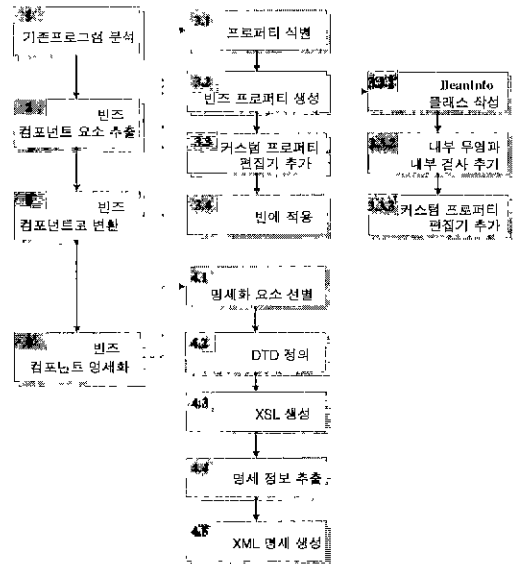 기존프로그램 분석
빈즈
컴포넌트 요소 추출
빈즈
컴포넌트로 변환
빈즈
컴포넌트 명세화
3.1
프로퍼티 식별
3.2
빈즈 프로퍼티 생성
3.3
커스텀 프로퍼티
편집기 추가
3.4
빈에 적용
BeanInfo
클래스 작성
3.3.2
내부
내부 검사 추가
3.3.3
커스텀 프로퍼티
편집기 추가
4.1
명세화 요소 선별
4.2
DTD 정의
4.3
XSL 생성
4.4
명세 정보 추출
4.5
XML 명세 생성